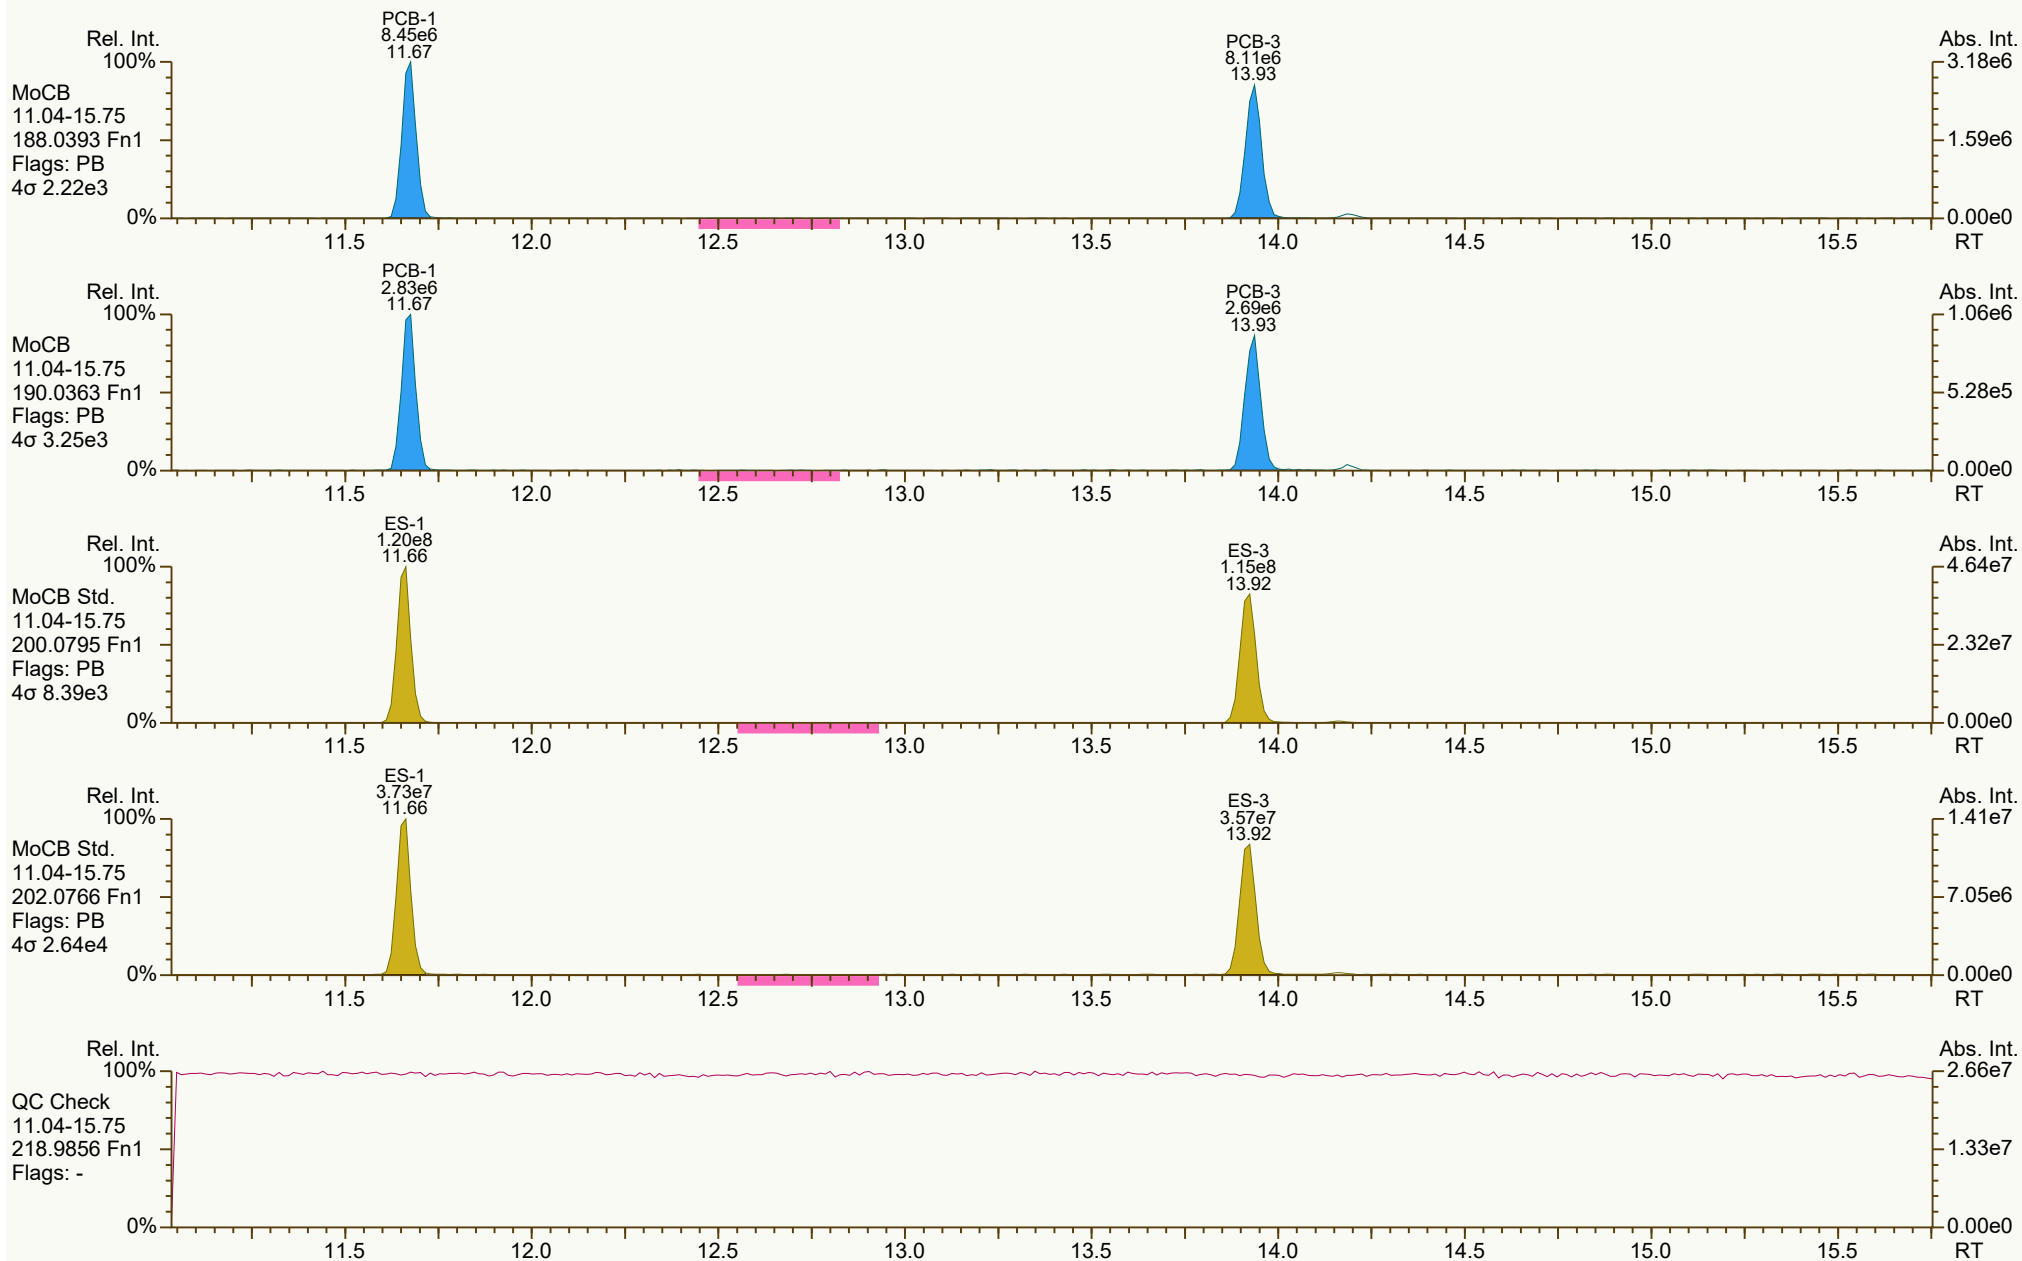 PCB-1
8.45e6
11.67
PCB-3
8.11e6
13.93
Rel. Int.
Abs. Int.
100%
3.18e6
MoCB
11.04-15.75
188.0393 Fn1
1.59e6
Flags: PB
4σ 2.22e3
0%
0.00e0
11.5 12.0 12.5 13.0 13.5 14.0 14.5 15.0 15.5 RT
PCB-1
2.83e6
11.67
PCB-3
2.69e6
13.93
Rel. Int.
Abs. Int.
100%
1.06e6
MoCB
11.04-15.75
190.0363 Fn1
5.28e5
Flags: PB
4σ 3.25e3
0%
0.00e0
11.5 12.0 12.5 13.0 13.5 14.0 14.5 15.0 15.5 RT
ES-1
1.20e8
11.66
ES-3
1.15e8
13.92
Rel. Int.
Abs. Int.
100%
4.64e7
MoCB Std.
11.04-15.75
200.0795 Fn1
2.32e7
Flags: PB
4σ 8.39e3
0%
0.00e0
11.5 12.0 12.5 13.0 13.5 14.0 14.5 15.0 15.5 RT
ES-1
3.73e7
11.66
ES-3
3.57e7
13.92
Rel. Int.
Abs. Int.
100%
1.41e7
MoCB Std.
11.04-15.75
202.0766 Fn1
7.05e6
Flags: PB
4σ 2.64e4
0%
0.00e0
11.5 12.0 12.5 13.0 13.5 14.0 14.5 15.0 15.5 RT
Rel. Int.
Abs. Int.
100%
2.66e7
QC Check
11.04-15.75
218.9856 Fn1
1.33e7
Flags: -
0%
0.00e0
11.5 12.0 12.5 13.0 13.5 14.0 14.5 15.0 15.5 RT